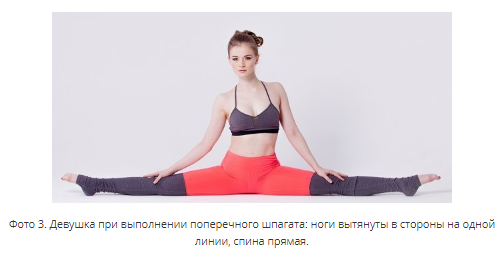 Фото 3. Девушка при выполнении поперечного шпагата: ноги вытянуты в стороны на одной
линии, спина прямая.